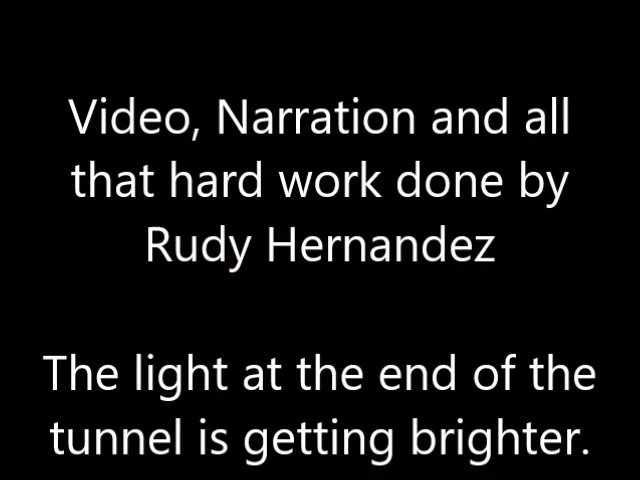 Video, Narration and all
that hard work done by
Rudy Hernandez
The light at the end of the
tunnel is getting brighter.